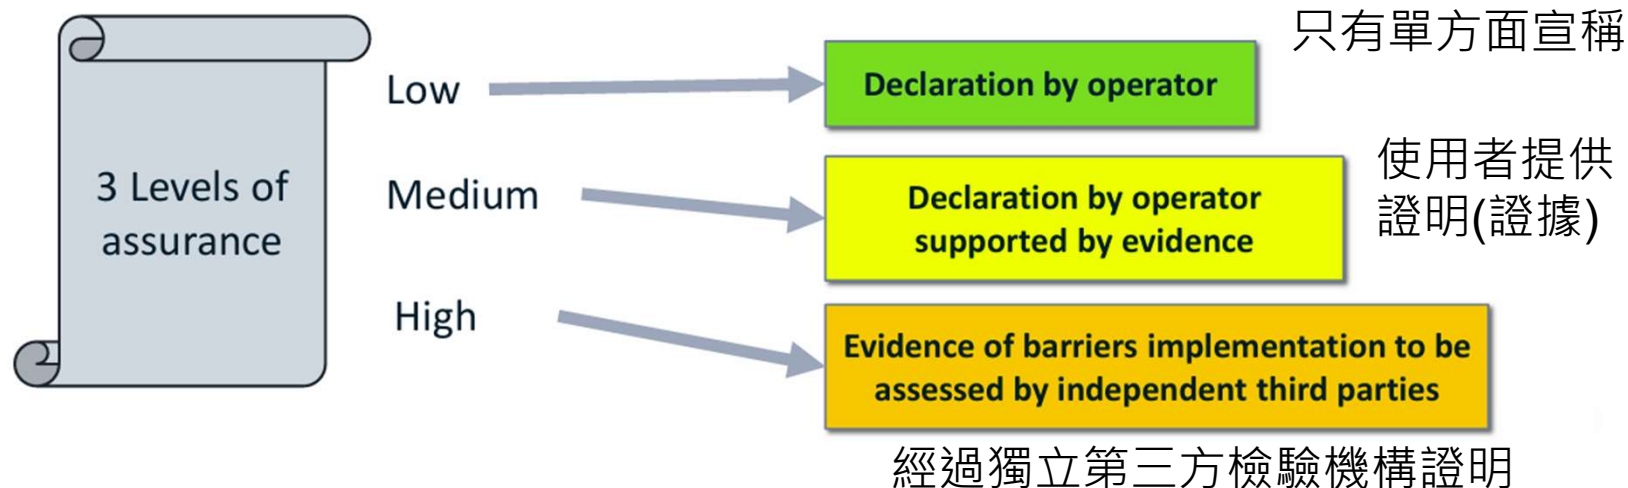 3 Levels of
assurance
Low
Declaration by operator
只有單方面宣稱
Medium
Declaration by operator
supported by evidence
使用者提供
證明(證據)
High
Evidence of barriers implementation to be
assessed by independent third parties
經過獨立第三方檢驗機構證明